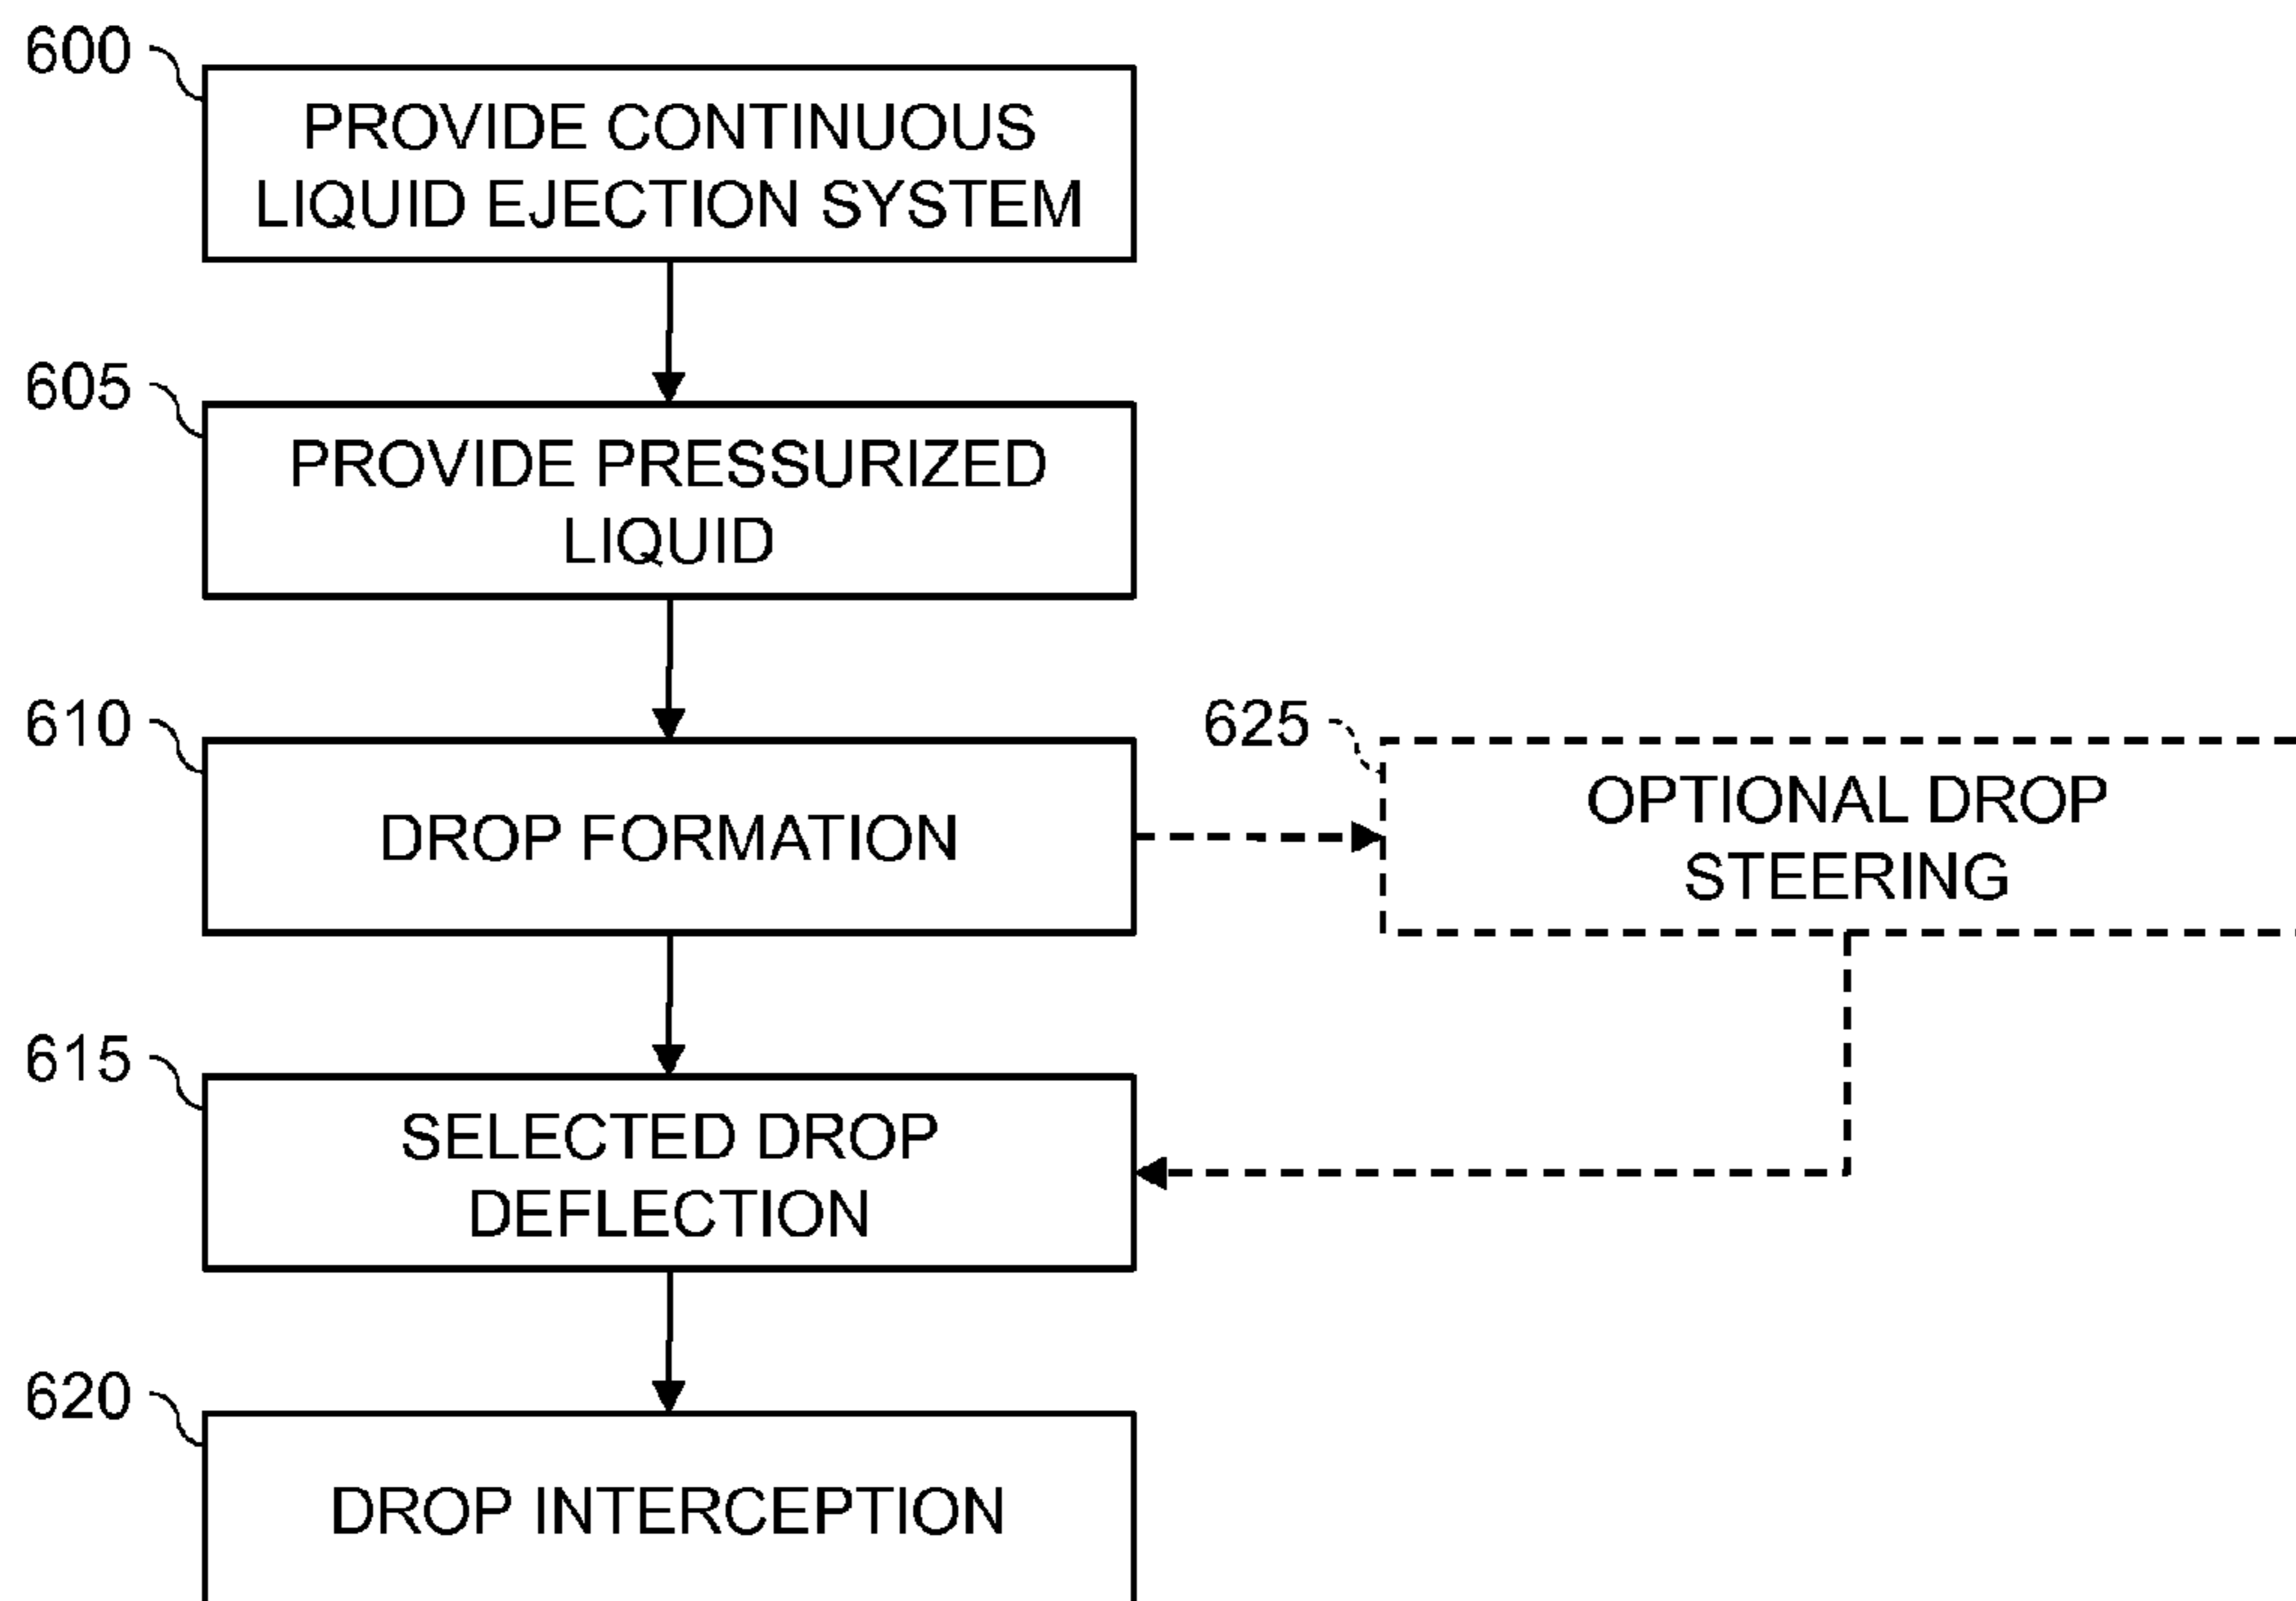 600
PROVIDE CONTINUOUS
LIQUID EJECTION SYSTEM
605
PROVIDE PRESSURIZED
LIQUID
610
DROP FORMATION
625
OPTIONAL DROP
STEERING
615
SELECTED DROP
DEFLECTION
620
DROP INTERCEPTION